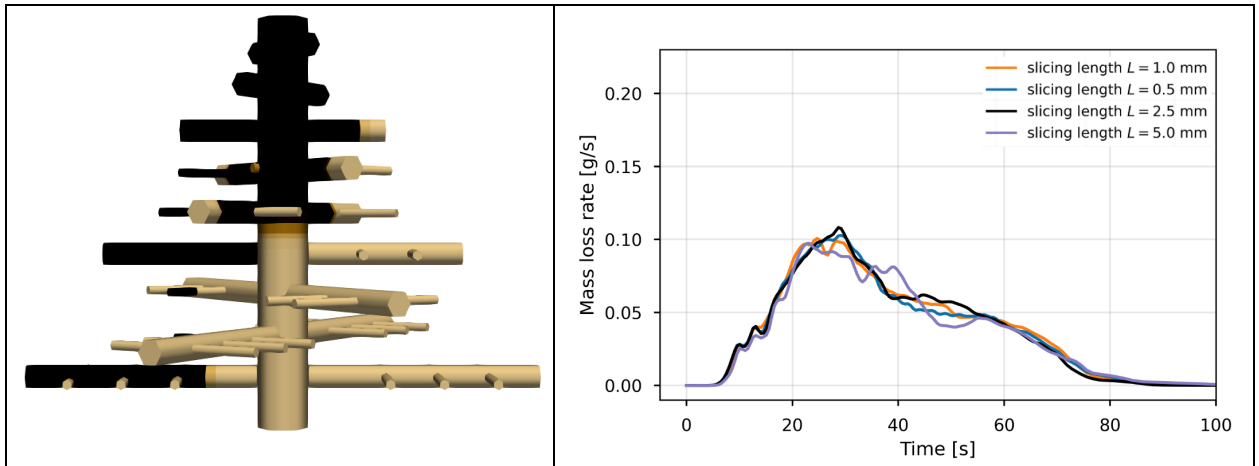 slicing length L = 1.0 mm
slicing length L = 0.5 mm
slicing length L = 2.5 mm
slicing length L = 5.0 mm
Mass loss rate [g/s]
0.20
0.15
0.10
0.05
0.00
0 20 40 60 80 100
Time [s]